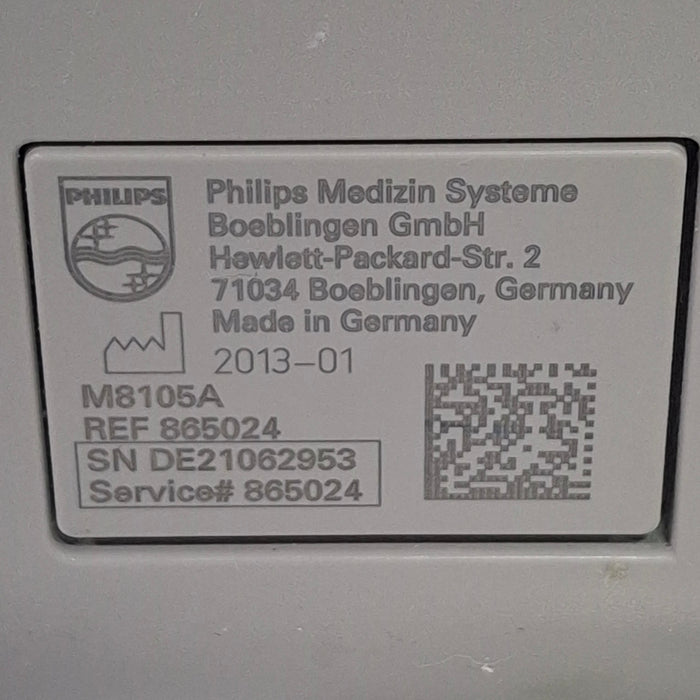 PHILIPS
Philips Medizin Systeme
Boeblingen GmbH
Hewlett-Packard-Str. 2
71034 Boeblingen, Germany
Made in Germany
2013-01
M8105A
REF 865024
SN DE21062953
Service# 865024